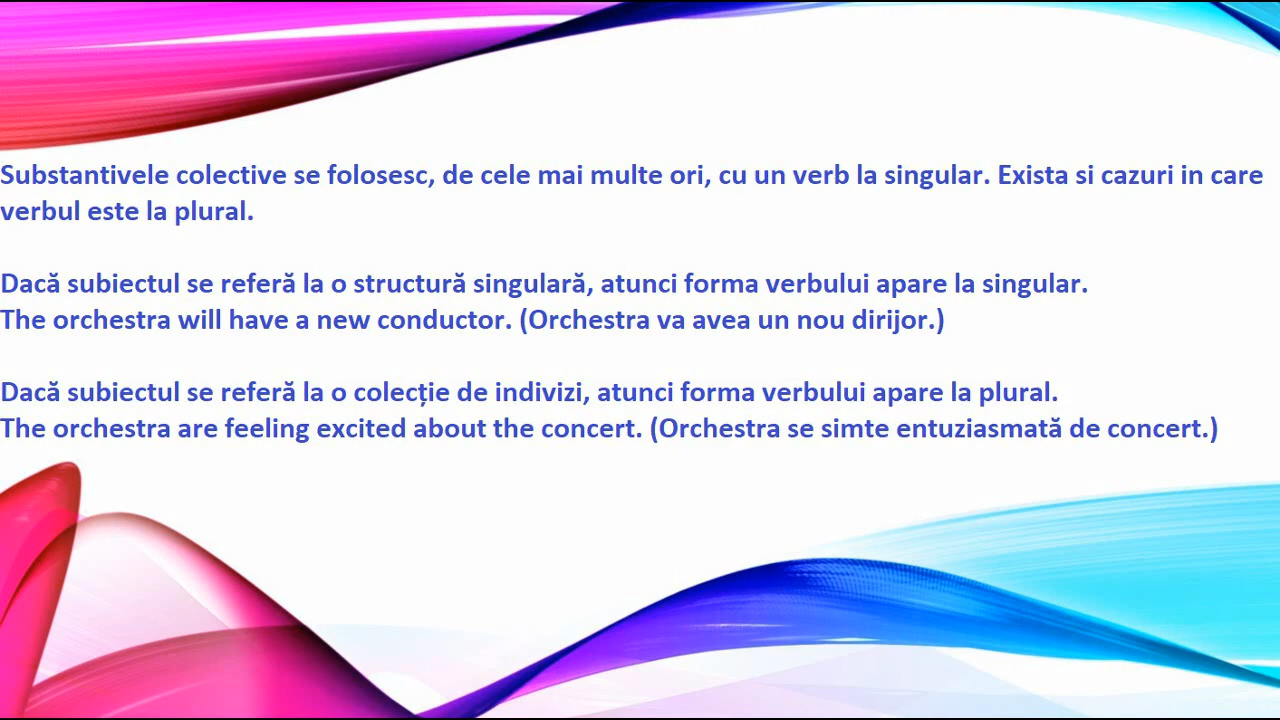 Substantivele colective se folosesc, de cele mai multe ori, cu un verb la singular. Exista si cazuri in care
verbul este la plural.
Dacă subiectul se referă la o structură singulară, atunci forma verbului apare la singular.
The orchestra will have a new conductor. (Orchestra va avea un nou dirijor.)
Dacă subiectul se referă la o colecție de indivizi, atunci forma verbului apare la plural.
The orchestra are feeling excited about the concert. (Orchestra se simte entuziasmată de concert.)